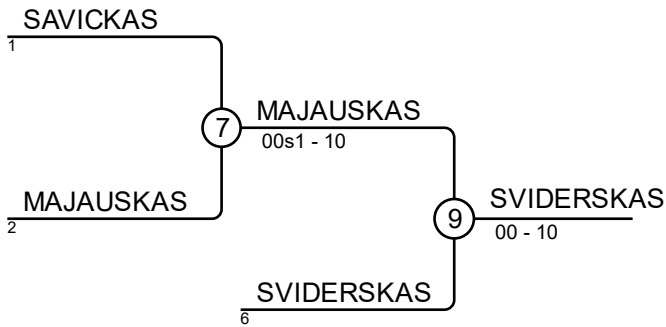 SAVICKAS
1
7
MAJAUSKAS
00s1 - 10
MAJAUSKAS
2
9
SVIDERSKAS
00 - 10
SVIDERSKAS
6